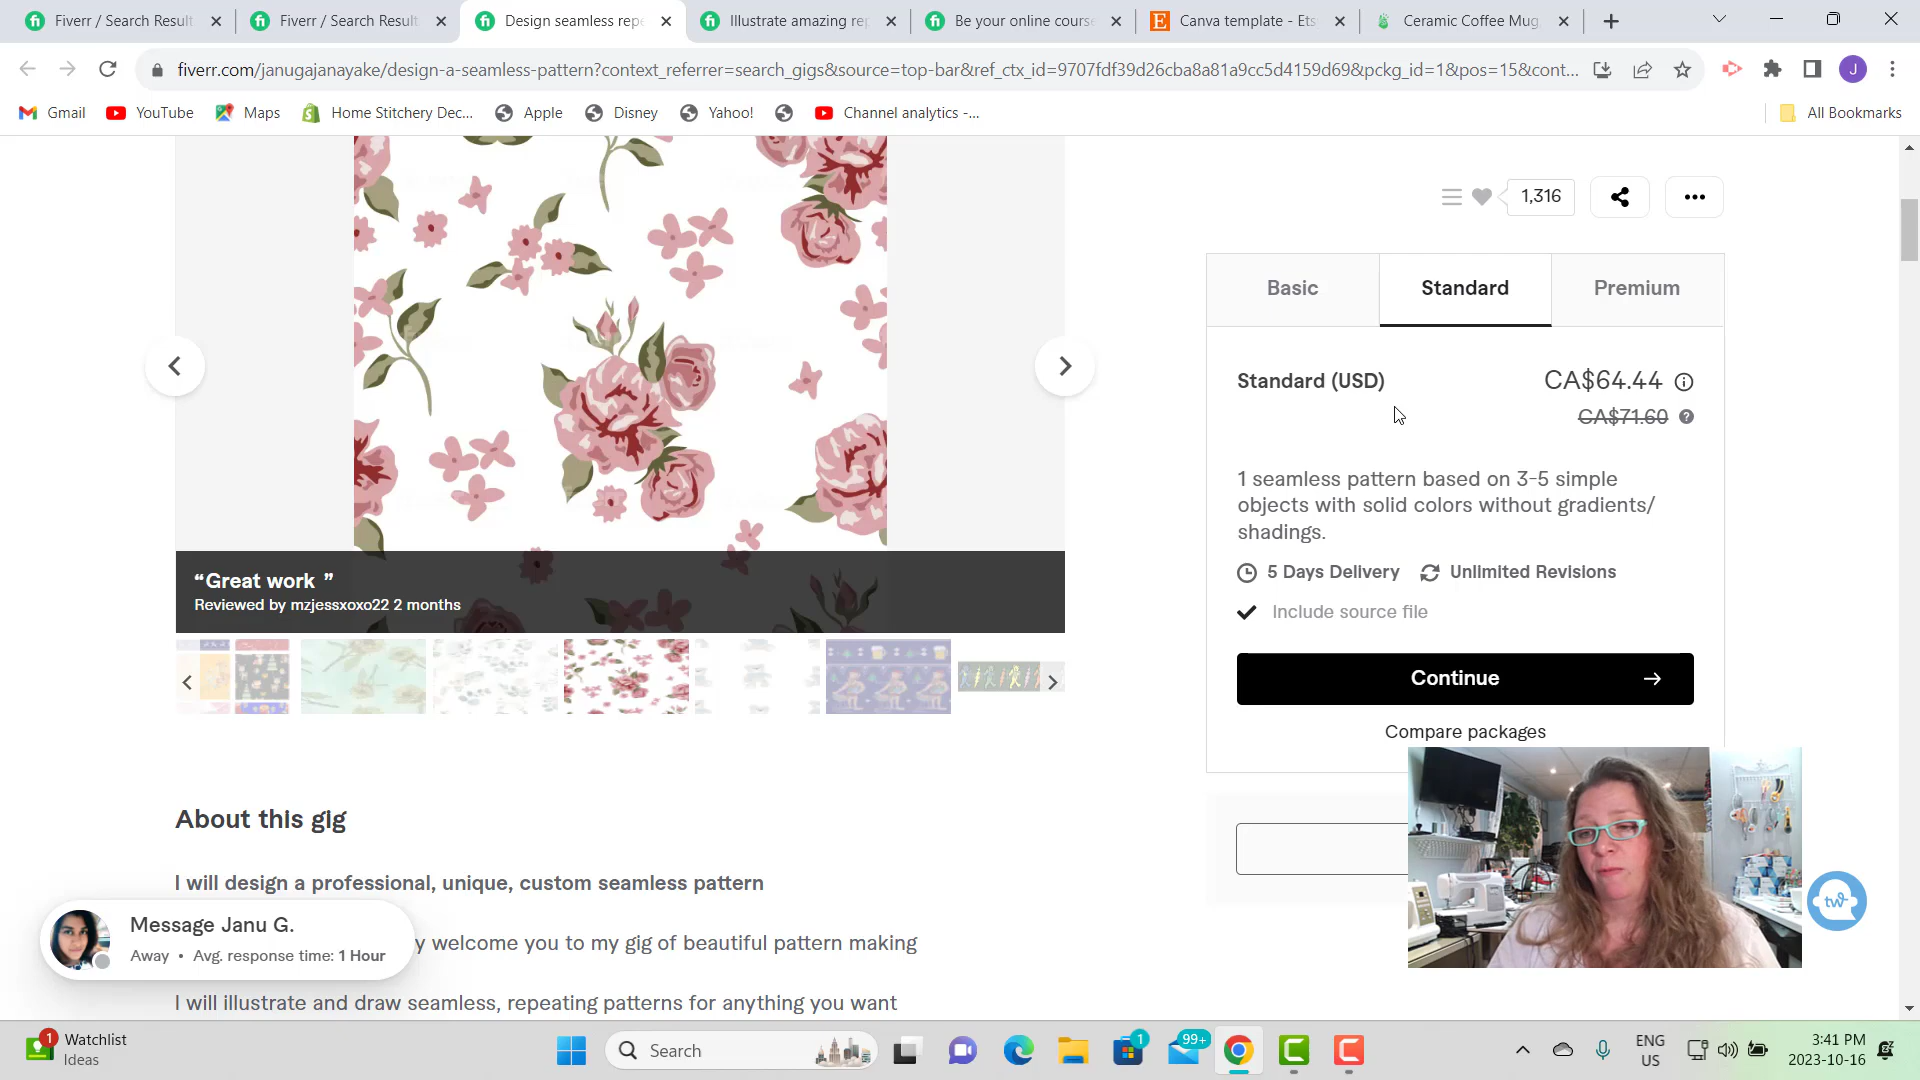 Fiverr / Search Result
Fiverr / Search Result
Design seamless repe
Illustrate amazing rep
Be your online course
Canva template - Ets
Ceramic Coffee Mug
fiverr.com/janugajanayake/design-a-seamless-pattern?context_referrer=search_gigs&source=top-bar&ref_ctx_id=9707fdf39d26cba8a81a9cc5d4159d69&pckg_id=1&pos=15&cont...
J
Gmail
YouTube
Maps
Home Stitchery Dec...
Apple
Disney
Yahoo!
Channel analytics -...
All Bookmarks
1,316
Basic
Standard
Premium
Standard (USD)
CA$64.44
CA$71.60
1 seamless pattern based on 3-5 simple
objects with solid colors without gradients/
shadings.
5 Days Delivery
Unlimited Revisions
Include source file
Continue
Compare packages
“Great work ”
Reviewed by mzjessxoxo22 2 months
About this gig
I will design a professional, unique, custom seamless pattern
y welcome you to my gig of beautiful pattern making
I will illustrate and draw seamless, repeating patterns for anything you want
Message Janu G.
Away • Avg. response time: 1 Hour
tw
1
Watchlist
Ideas
Search
1
99+
ENG
US
3:41 PM
2023-10-16